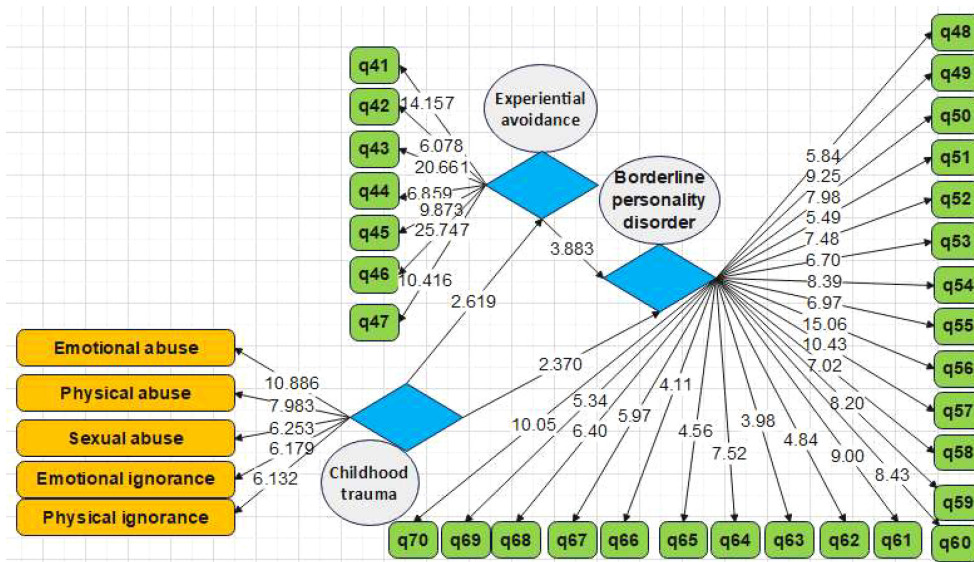 q41
q42
q43
q44
q45
q46
q47
14.157
6.078
20.661
6.859
9.873
25.747
10.416
Experiential
avoidance
Borderline
personality
disorder
3.883
2.619
2.370
Emotional abuse
Physical abuse
Sexual abuse
Emotional ignorance
Physical ignorance
10.886
7.983
6.253
6.179
6.132
Childhood
trauma
q48
q49
q50
q51
q52
q53
q54
q55
q56
q57
q58
q59
q60
5.84
9.25
7.98
5.49
7.48
6.70
8.39
6.97
15.06
10.43
7.02
8.20
8.43
10.05
5.34
6.40
5.97
4.11
4.56
7.52
3.98
4.84
9.00
q70
q69
q68
q67
q66
q65
q64
q63
q62
q61